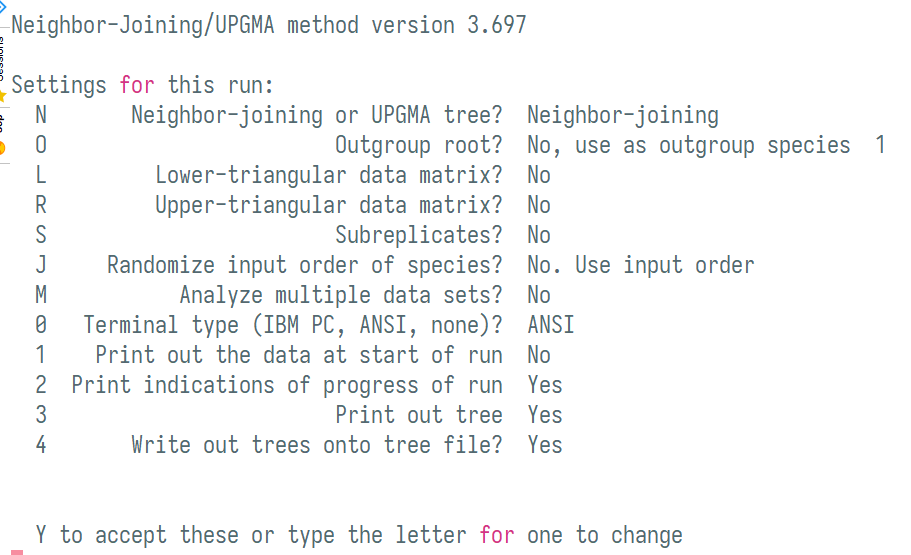 Neighbor-Joining/UPGMA method version 3.697
Sessions
Settings for this run:
N Neighbor-joining or UPGMA tree? Neighbor-joining
O Outgroup root? No, use as outgroup species 1
L Lower-triangular data matrix? No
R Upper-triangular data matrix? No
S Subreplicates? No
J Randomize input order of species? No. Use input order
M Analyze multiple data sets? No
0 Terminal type (IBM PC, ANSI, none)? ANSI
1 Print out the data at start of run No
2 Print indications of progress of run Yes
3 Print out tree Yes
4 Write out trees onto tree file? Yes
Y to accept these or type the letter for one to change